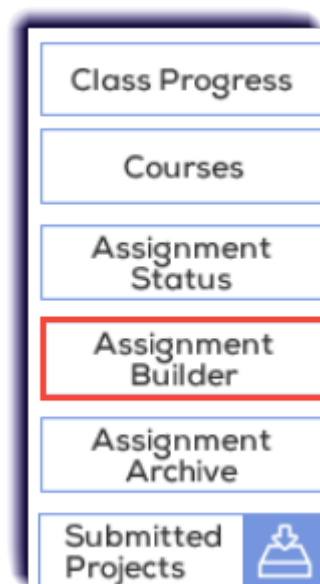 Class Progress
Courses
Assignment
Status
Assignment
Builder
Assignment
Archive
Submitted
Projects